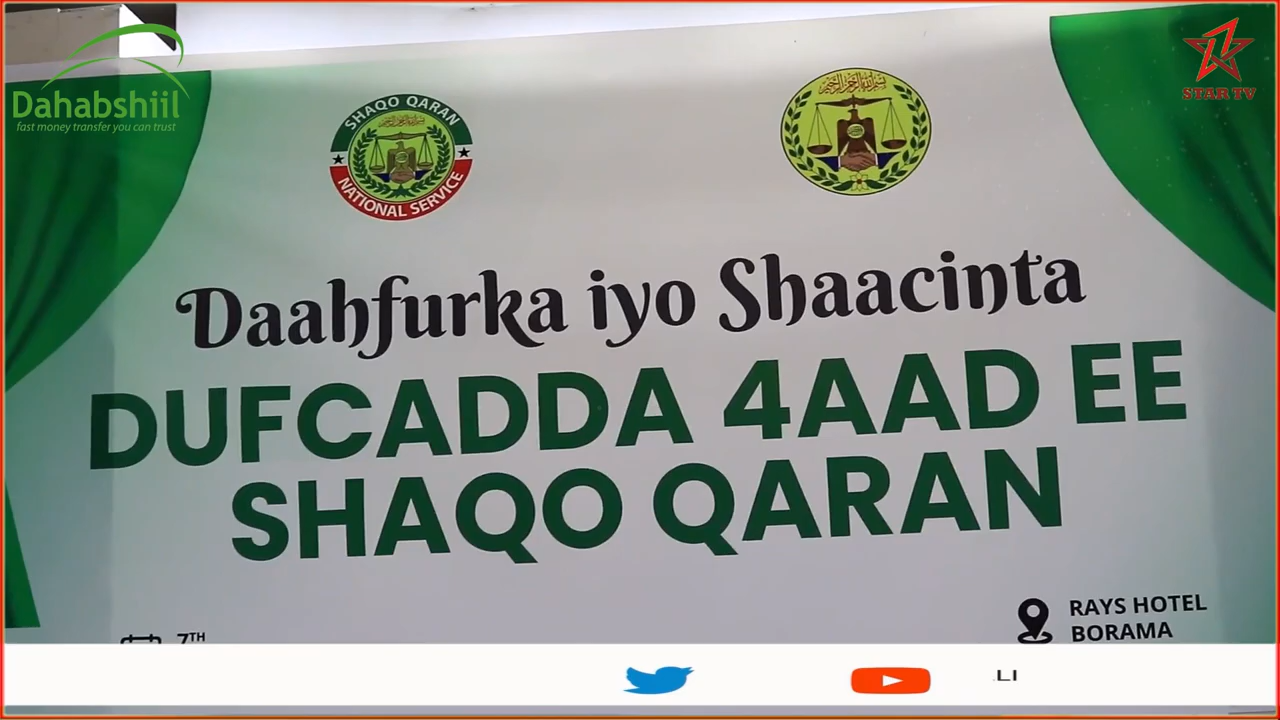 Dahabshiil
fast money transfer you can trust
STAR TV
SHAQO QARAN
NATIONAL SERVICE
Daahfurka iyo Shaacinta
DUFCADDA 4AAD EE
SHAQO QARAN
7TH
RAYS HOTEL
BORAMA